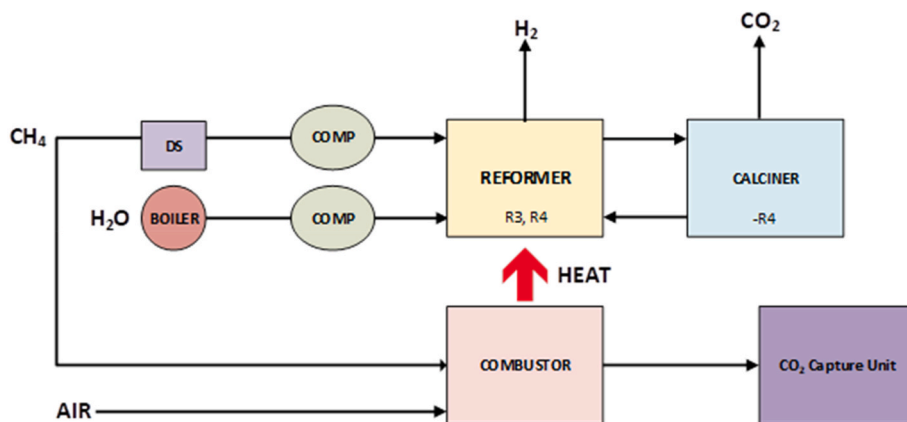 H₂
CO₂
CH₄
DS
COMP
REFORMER
R3, R4
CALCINER
-R4
H₂O
BOILER
COMP
HEAT
COMBUSTOR
CO₂ Capture Unit
AIR